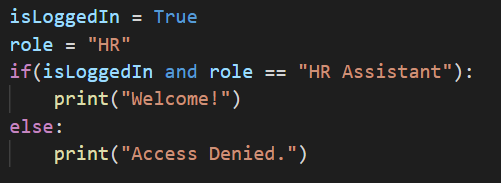 isLoggedIn = True
role = "HR"
if(isLoggedIn and role == "HR Assistant"):
    print("Welcome!")
else:
    print("Access Denied.")